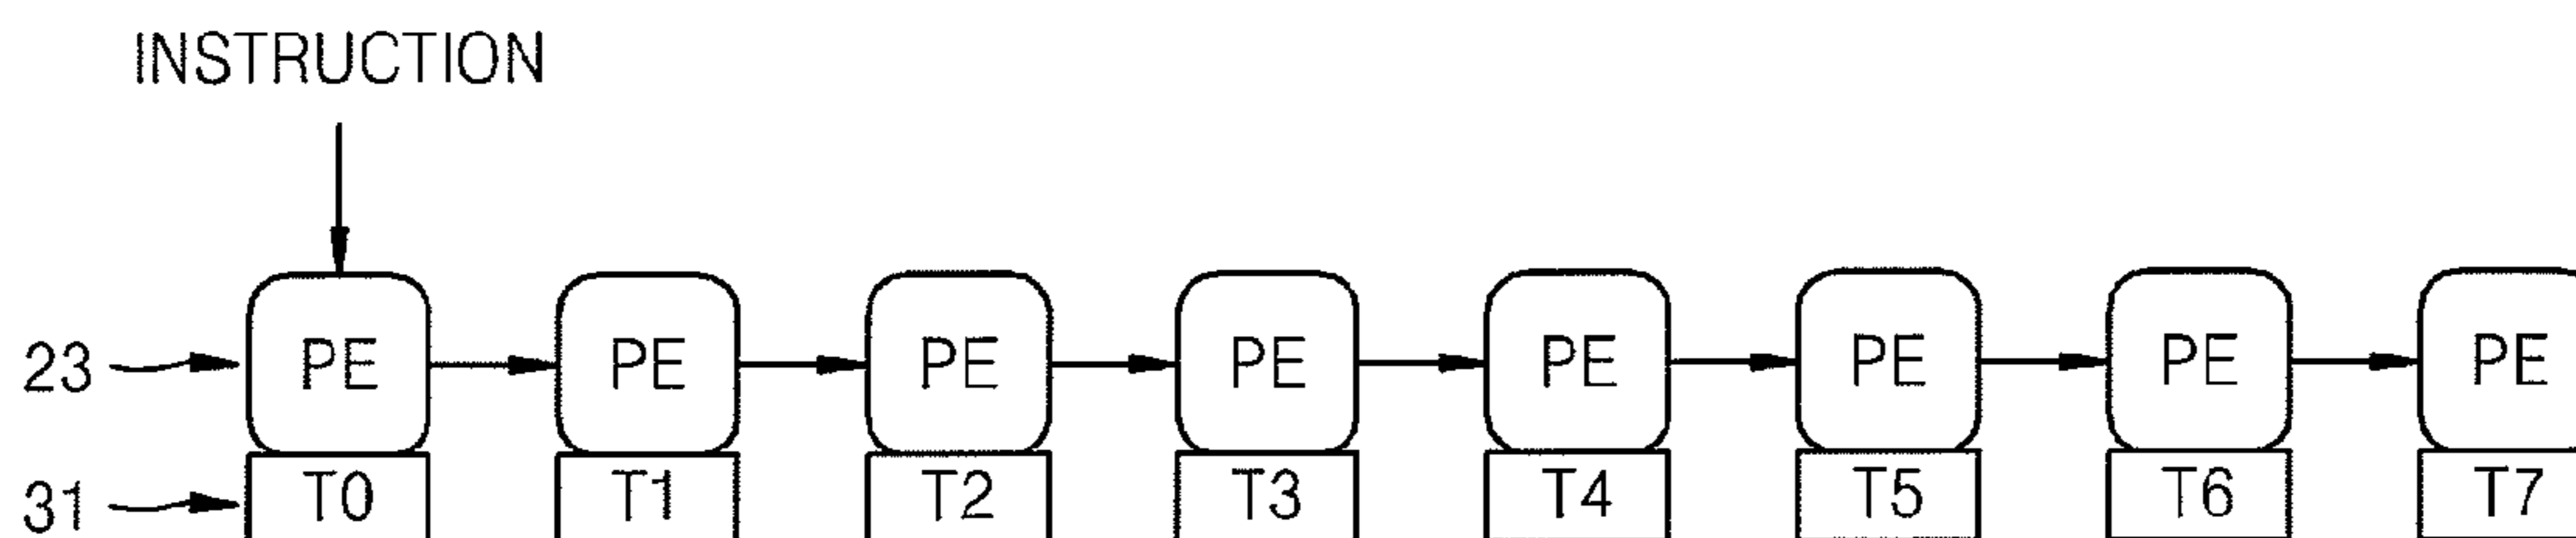 INSTRUCTION
23 PE PE PE PE PE PE PE PE
31 T0 T1 T2 T3 T4 T5 T6 T7